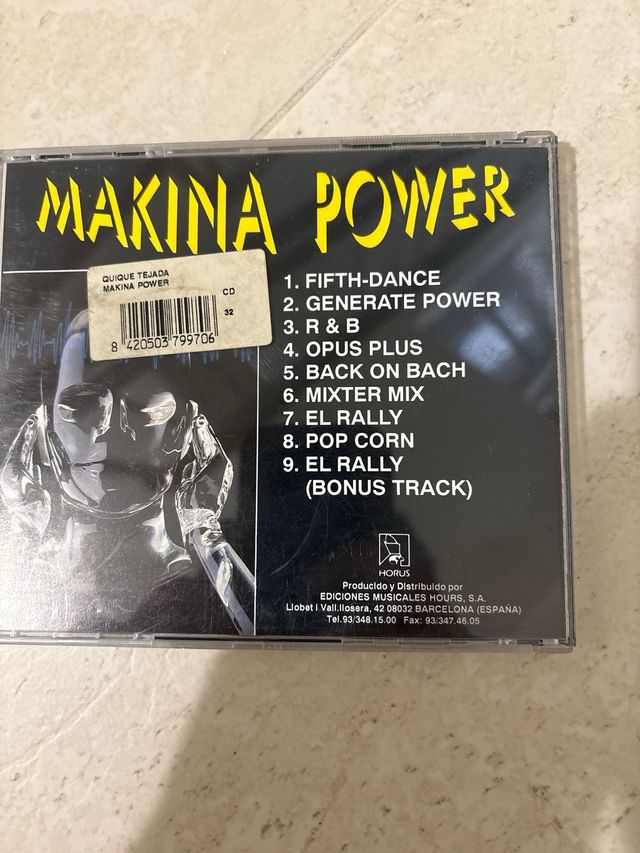 MAKINA POWER
QUIQUE TEJADA
MAKINA POWER
CD
32
8 420503 799706
1. FIFTH-DANCE
2. GENERATE POWER
3. R & B
4. OPUS PLUS
5. BACK ON BACH
6. MIXTER MIX
7. EL RALLY
8. POP CORN
9. EL RALLY
(BONUS TRACK)
HORUS
Producido y Distribuido por
EDICIONES MUSICALES HOURS, S.A.
Llobet i Vall.llosera, 42 08032 BARCELONA (ESPAÑA)
Tel.93/348.15.00 Fax: 93/347.46.05